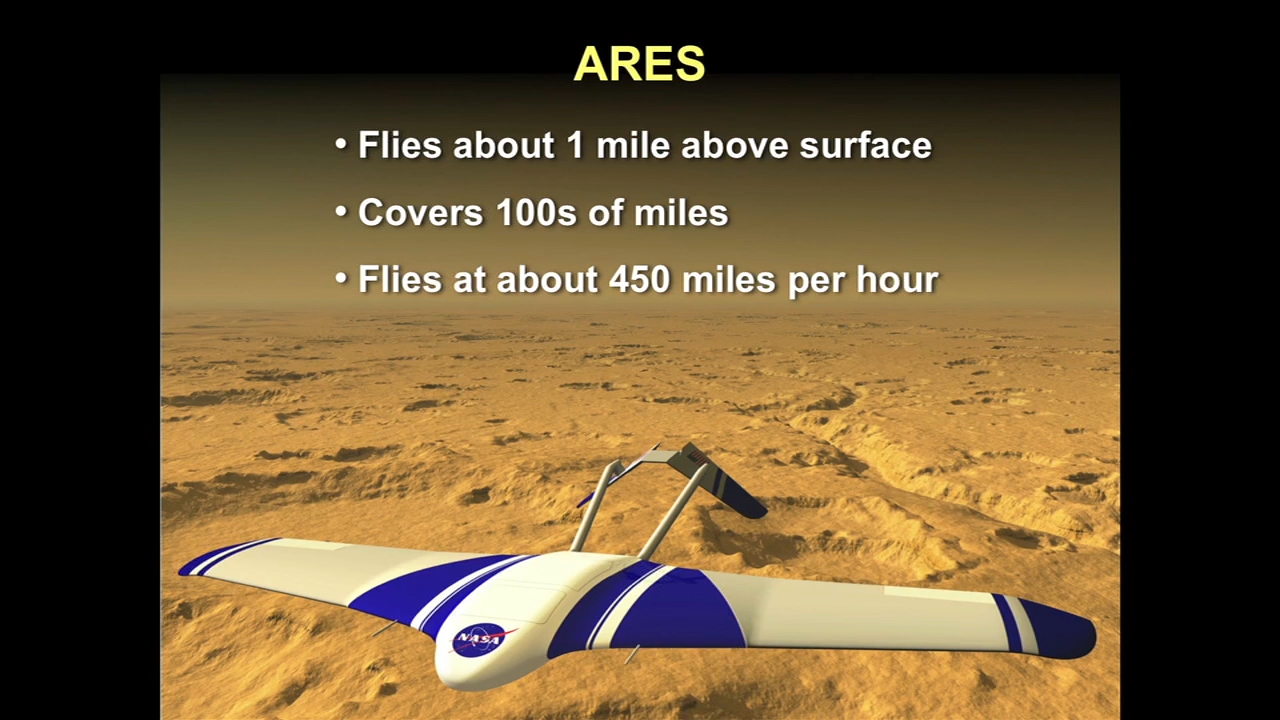 ARES
• Flies about 1 mile above surface
• Covers 100s of miles
• Flies at about 450 miles per hour
NASA